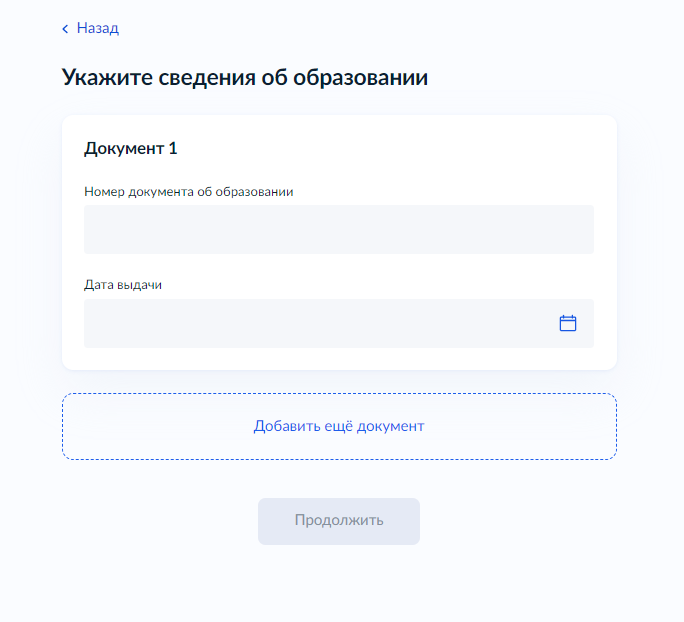 Назад
Укажите сведения об образовании
Документ 1
Номер документа об образовании
Дата выдачи
Добавить ещё документ
Продолжить